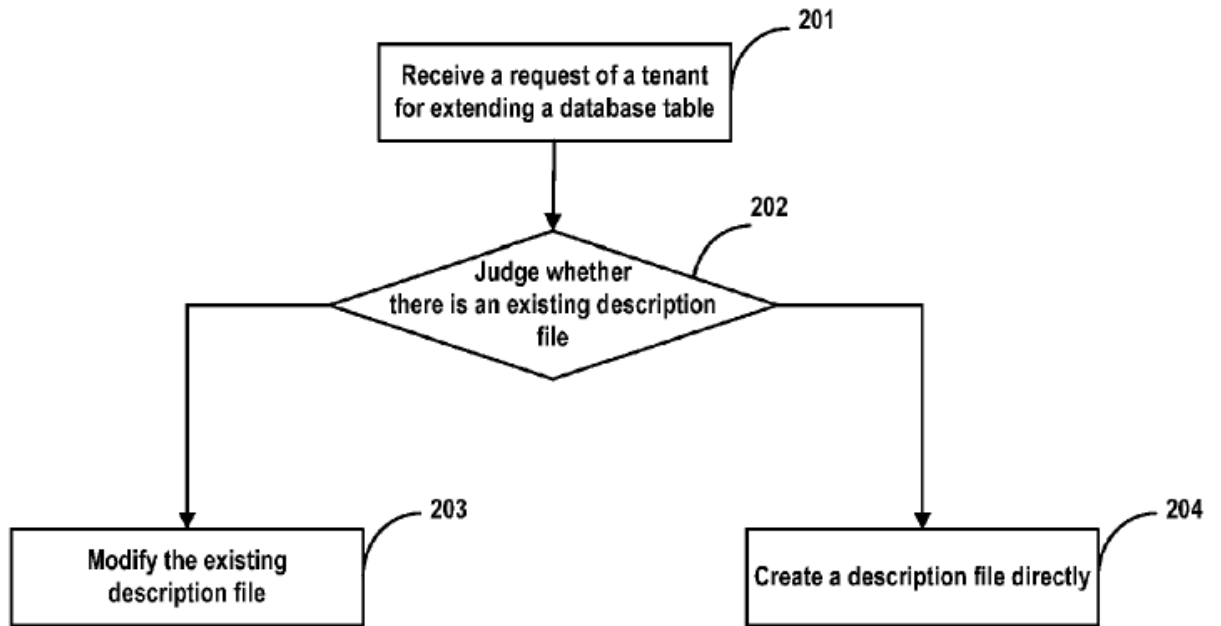 201
Receive a request of a tenant
for extending a database table
202
Judge whether
there is an existing description
file
203
Modify the existing
description file
204
Create a description file directly